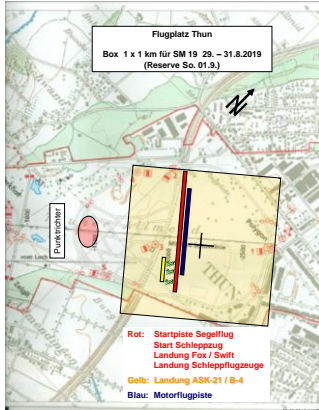 Flugplatz Thun
Box 1 x 1 km für SM 19 29. – 31.8.2019
(Reserve So. 01.9.)
N
Punktrichter
THUN
Rot: Startpiste Segelflug
Start Schleppzug
Landung Fox / Swift
Landung Schleppflugzeuge
Gelb: Landung ASK-21 / B-4
Blau: Motorflugpiste